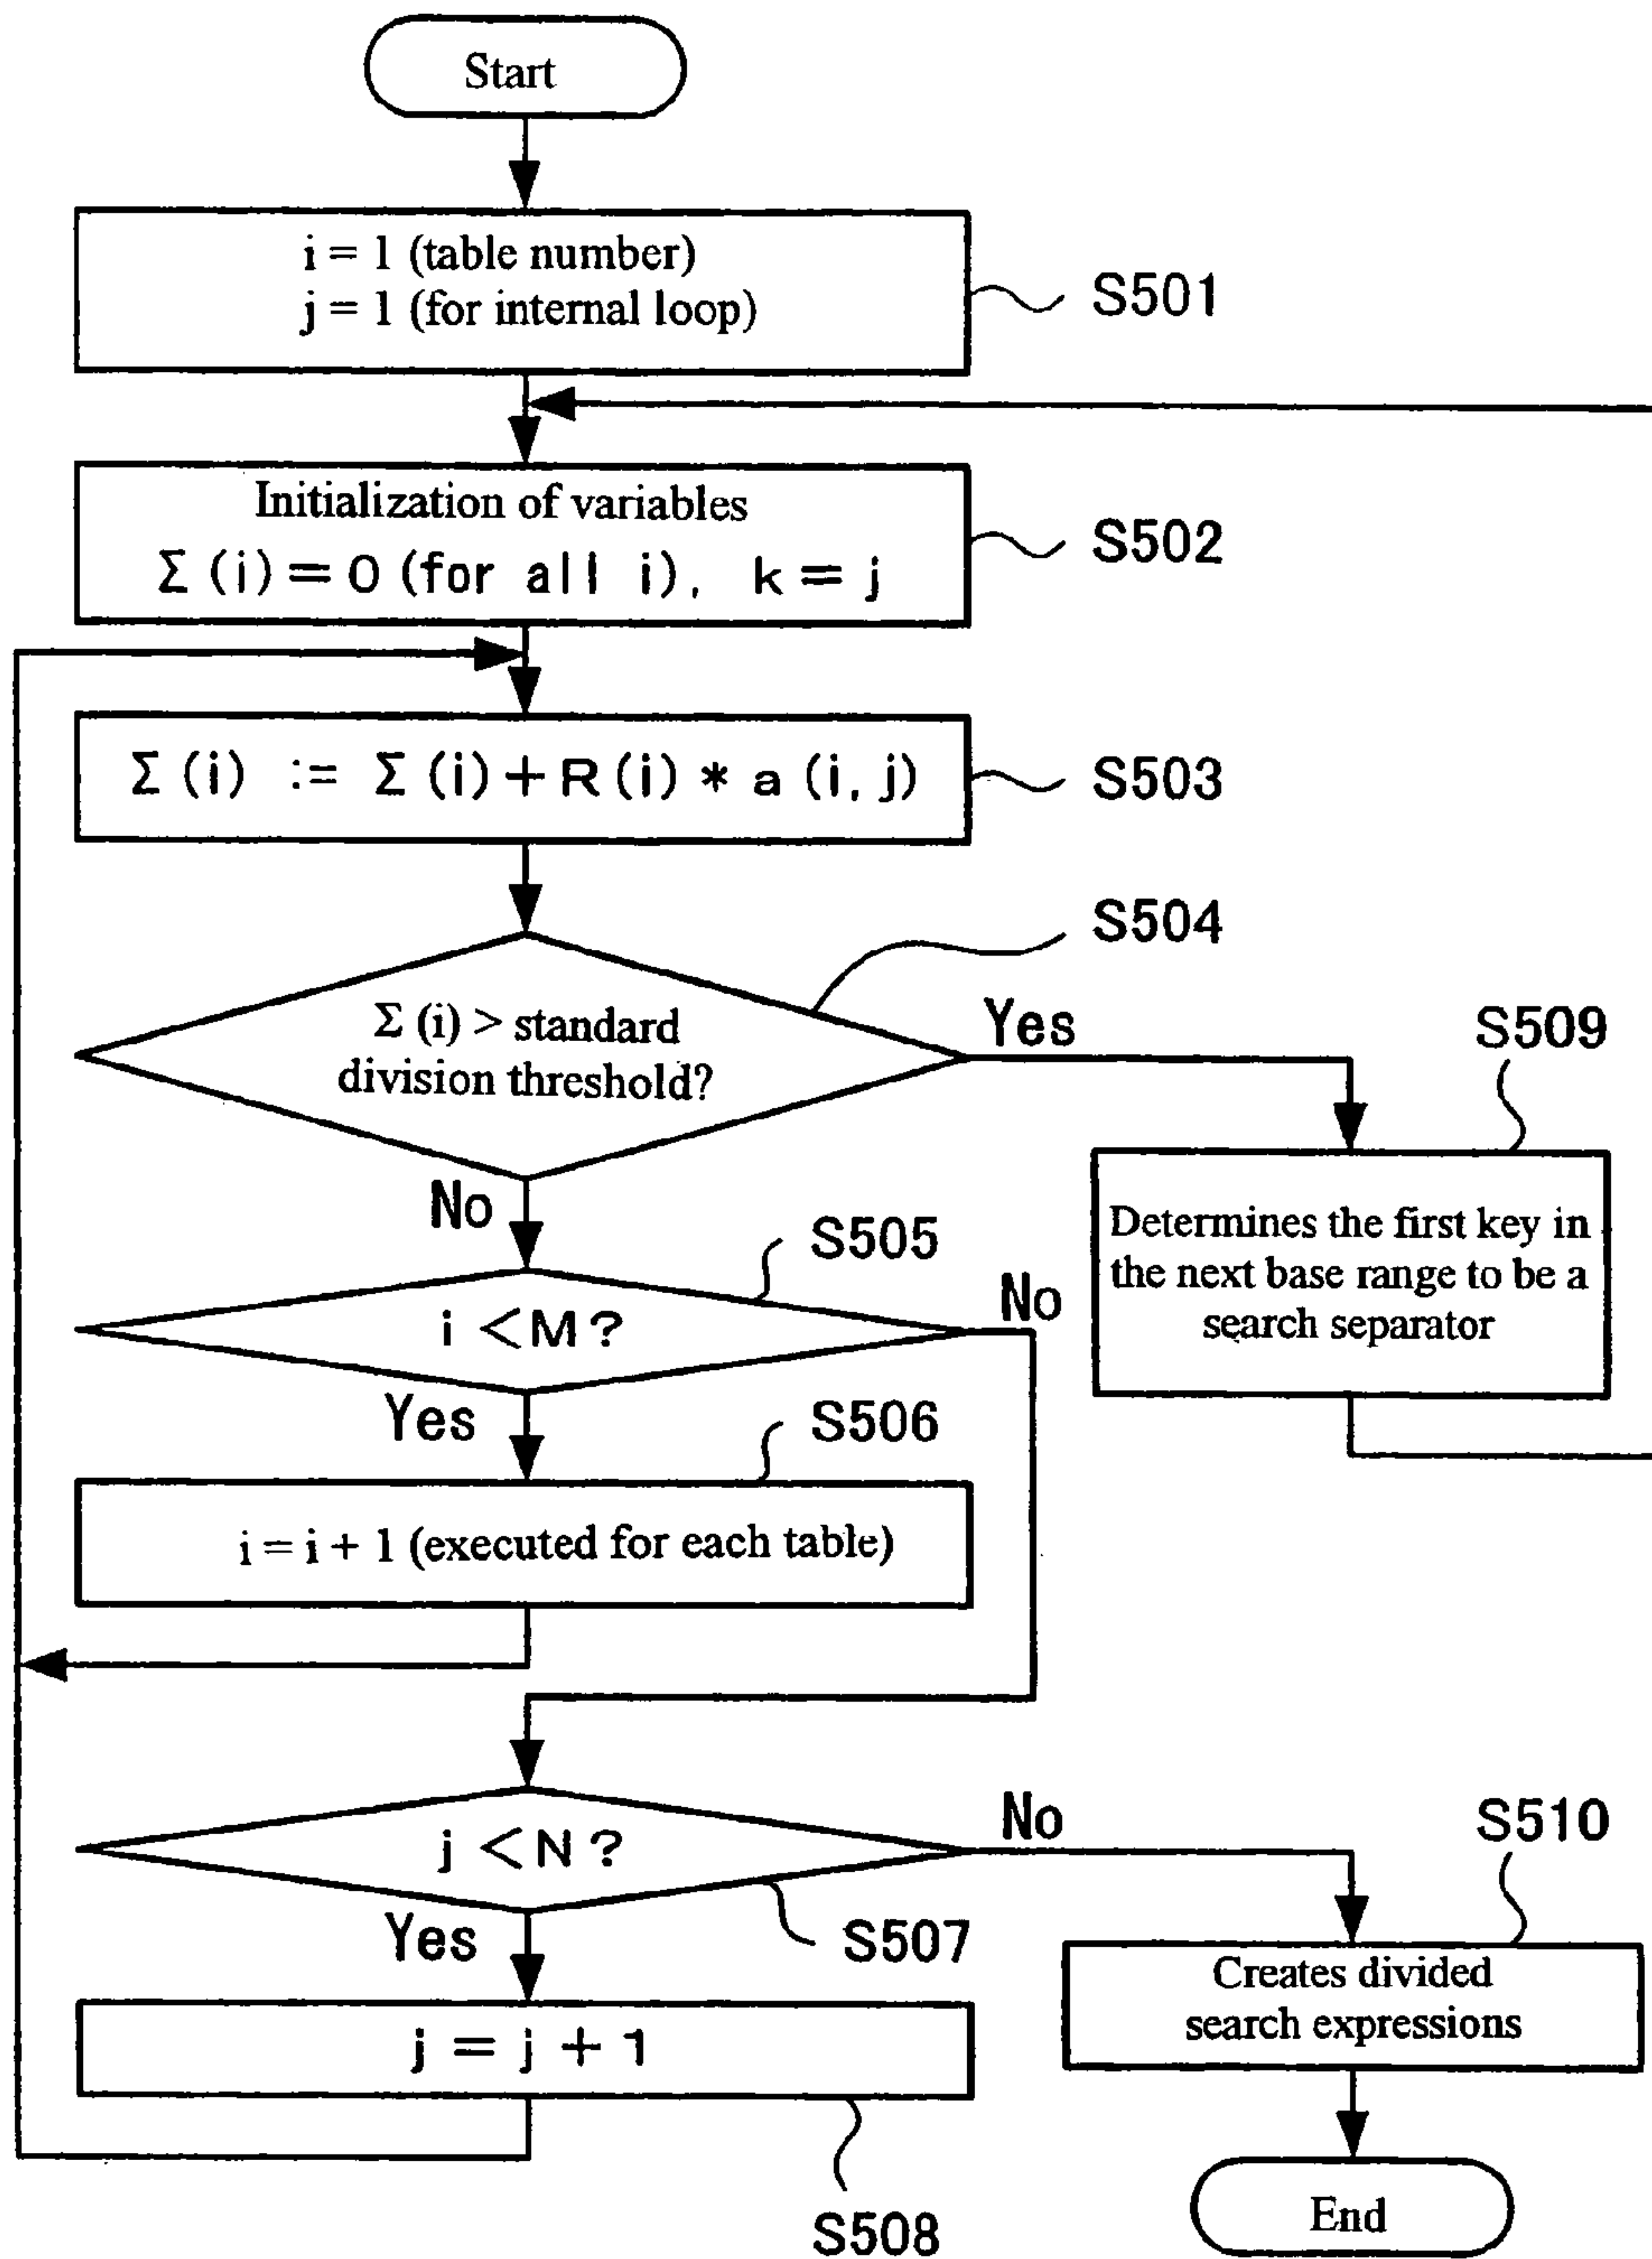 Start
i = 1 (table number)
j = 1 (for internal loop)
S501
Initialization of variables
Σ (i) = 0 (for all i), k = j
S502
Σ (i) := Σ (i) + R (i) * a (i, j)
S503
S504
Σ (i) > standard
division threshold?
Yes
S509
No
Determines the first key in
the next base range to be a
search separator
S505
i < M ?
No
Yes
S506
i = i + 1 (executed for each table)
j < N ?
No
S510
Yes
S507
Creates divided
search expressions
j = j + 1
S508
End